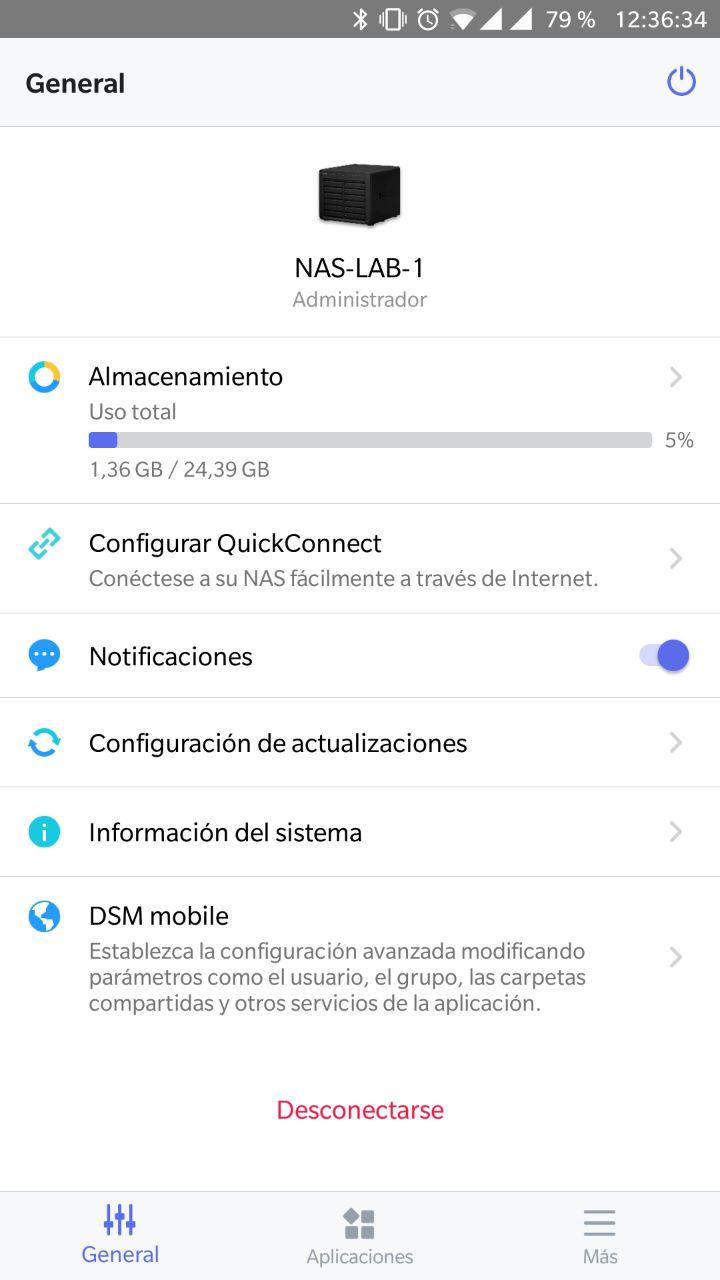 79 % 12:36:34
General
NAS-LAB-1
Administrador
Almacenamiento
Uso total
5%
1,36 GB / 24,39 GB
Configurar QuickConnect
Conéctese a su NAS fácilmente a través de Internet.
Notificaciones
Configuración de actualizaciones
Información del sistema
DSM mobile
Establezca la configuración avanzada modificando
parámetros como el usuario, el grupo, las carpetas
compartidas y otros servicios de la aplicación.
Desconectarse
General
Aplicaciones
Más